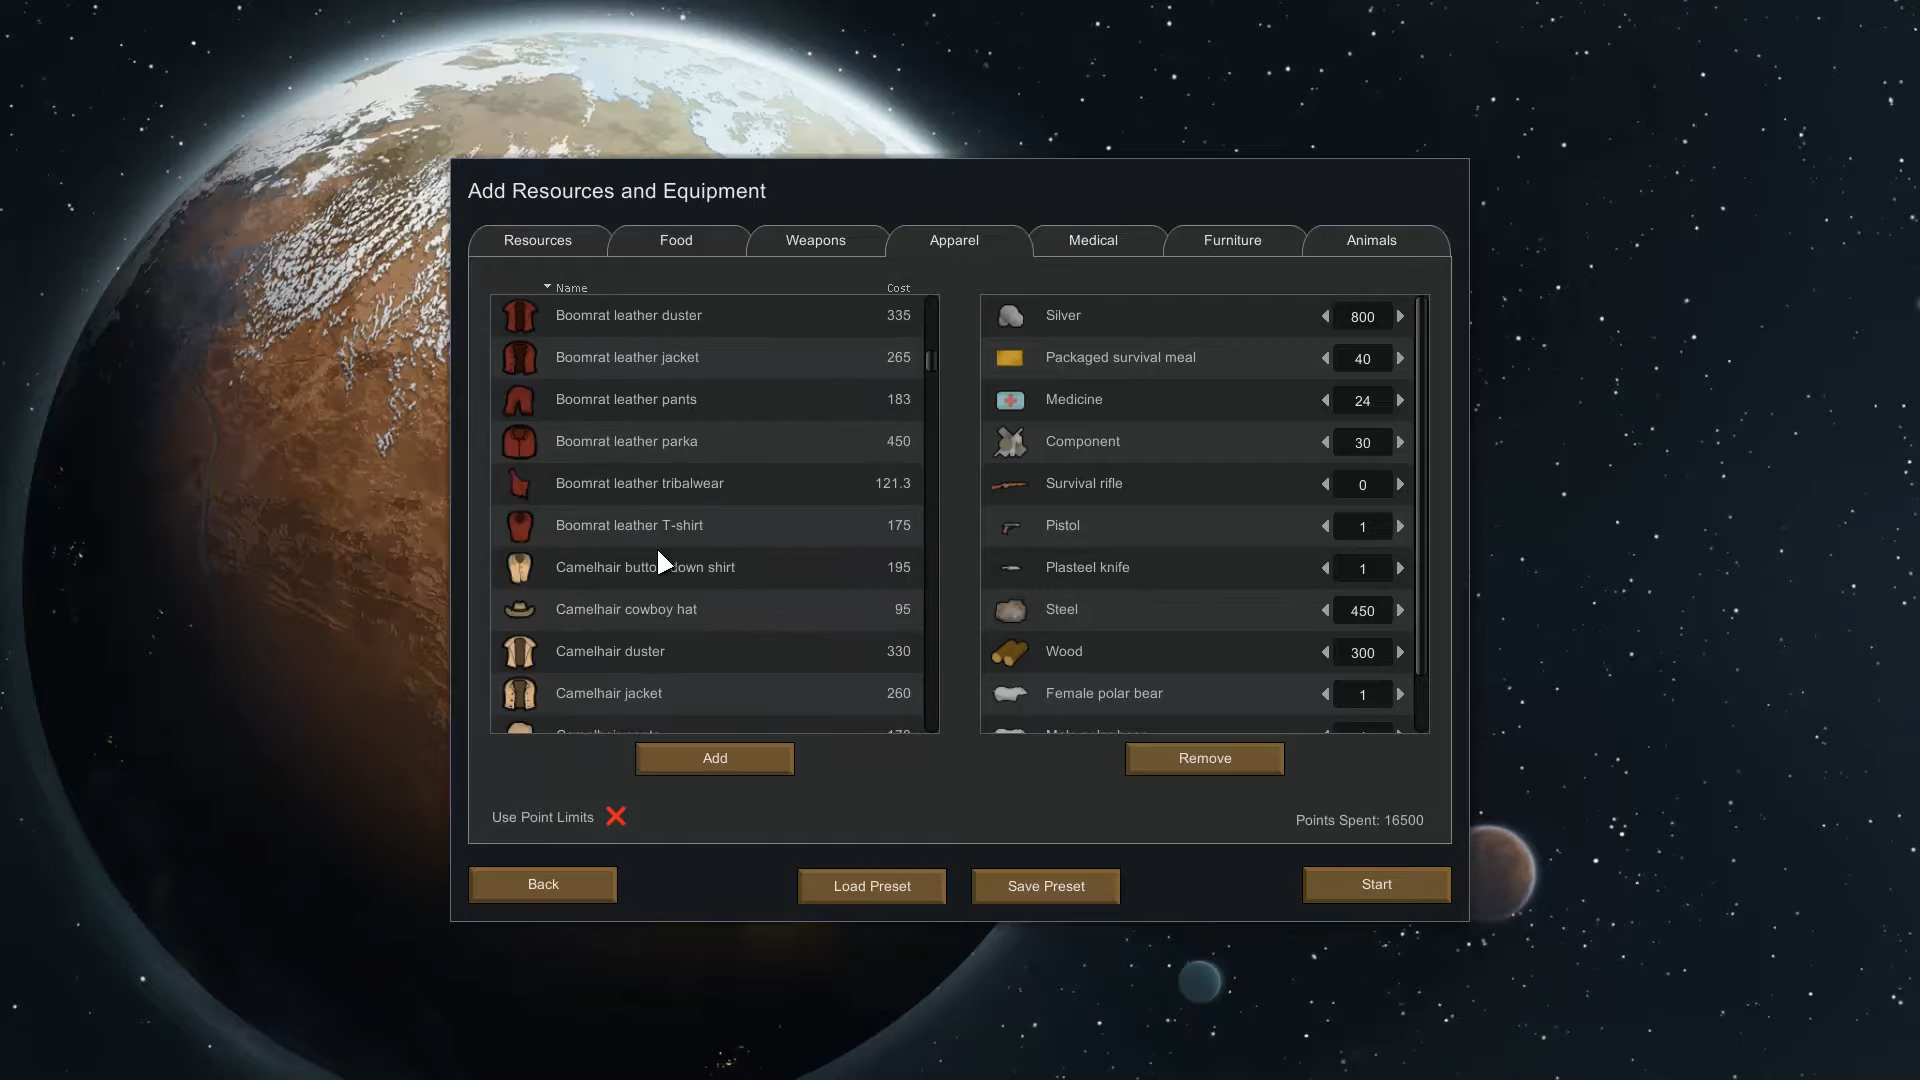 Add Resources and Equipment
Resources
Food
Weapons
Apparel
Medical
Furniture
Animals
Name
Cost
Boomrat leather duster 335
Boomrat leather jacket 265
Boomrat leather pants 183
Boomrat leather parka 450
Boomrat leather tribalwear 121.3
Boomrat leather T-shirt 175
Camelhair button-down shirt 195
Camelhair cowboy hat 95
Camelhair duster 330
Camelhair jacket 260
Silver 800
Packaged survival meal 40
Medicine 24
Component 30
Survival rifle 0
Pistol 1
Plasteel knife 1
Steel 450
Wood 300
Female polar bear 1
Add
Remove
Use Point Limits
Points Spent: 16500
Back
Load Preset
Save Preset
Start